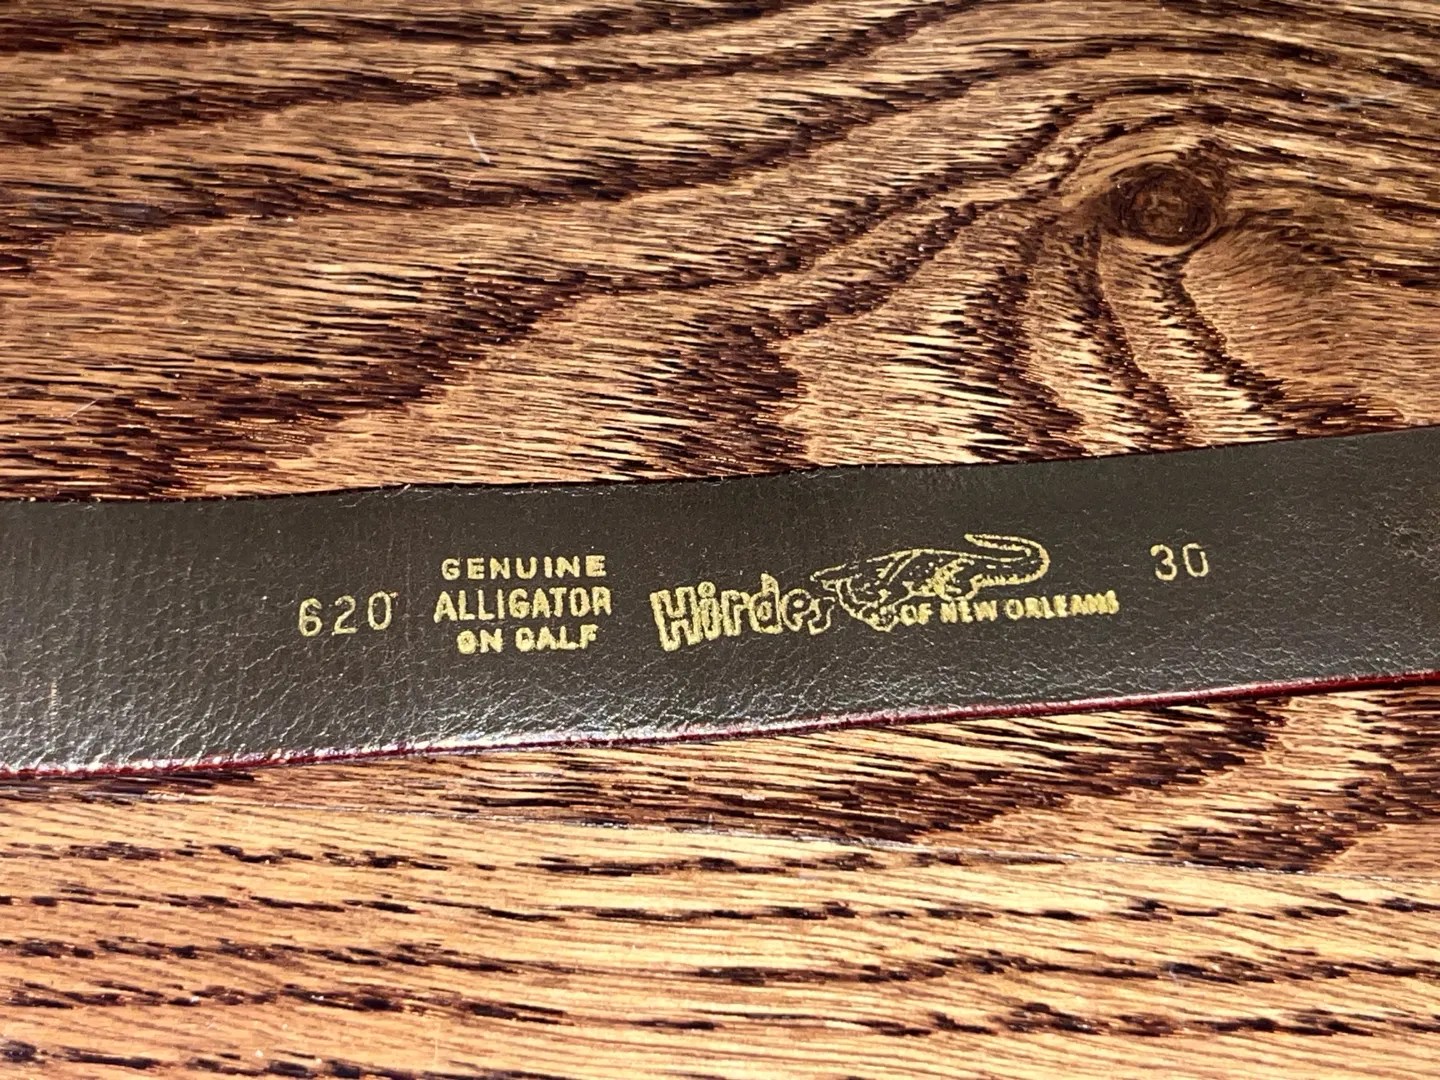 620
GENUINE
ALLIGATOR
ON CALF
Hirdes
OF NEW ORLEANS
30